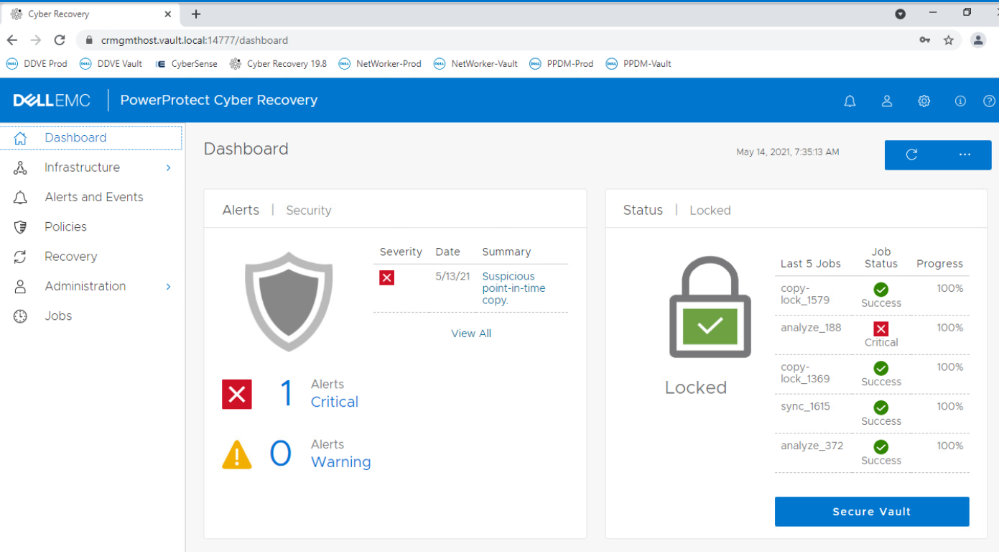 Cyber Recovery
crmgmthost.vault.local:14777/dashboard
DDVE Prod DDVE Vault CyberSense Cyber Recovery 19.8 NetWorker-Prod NetWorker-Vault PPDM-Prod PPDM-Vault
DELLEMC PowerProtect Cyber Recovery
Dashboard
Infrastructure
Alerts and Events
Policies
Recovery
Administration
Jobs
Dashboard
May 14, 2021, 7:35:13 AM
Alerts | Security
Severity Date Summary
5/13/21 Suspicious
point-in-time
copy.
View All
1 Alerts
Critical
0 Alerts
Warning
Status | Locked
Locked
Last 5 Jobs Job
Status Progress
copy-
lock_1579 Success 100%
analyze_188 Critical 100%
copy-
lock_1369 Success 100%
sync_1615 Success 100%
analyze_372 Success 100%
Secure Vault